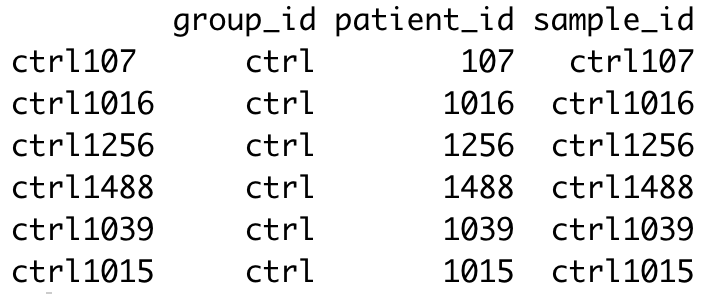 group_id patient_id sample_id
ctrl107 ctrl 107 ctrl107
ctrl1016 ctrl 1016 ctrl1016
ctrl1256 ctrl 1256 ctrl1256
ctrl1488 ctrl 1488 ctrl1488
ctrl1039 ctrl 1039 ctrl1039
ctrl1015 ctrl 1015 ctrl1015